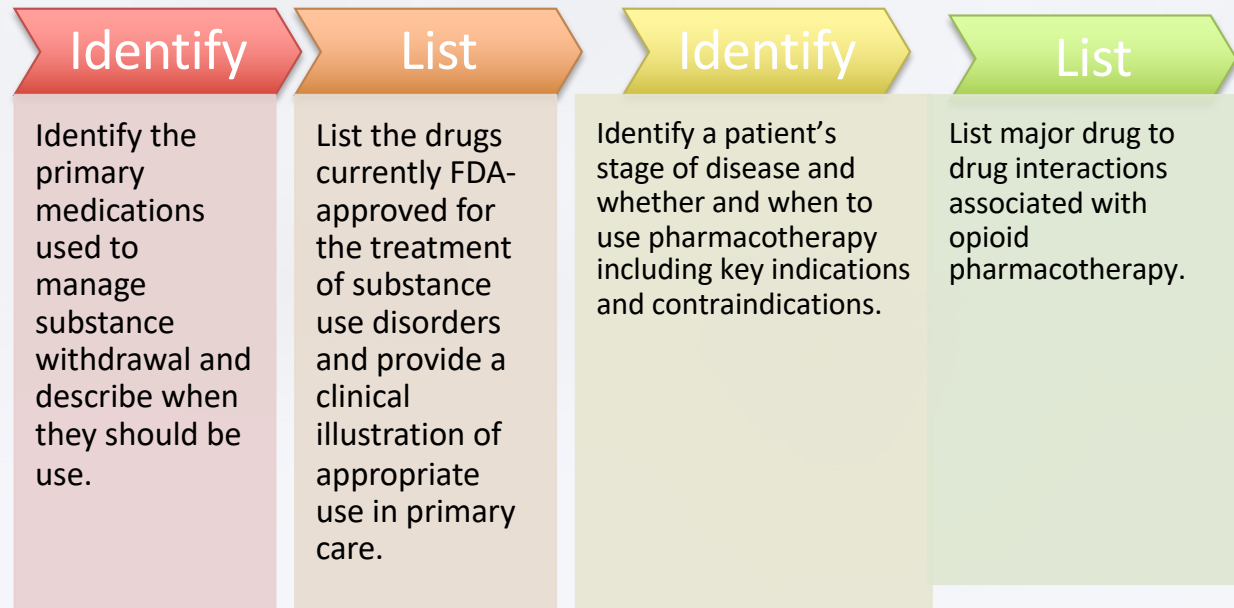 Identify
Identify the
primary
medications
used to
manage
substance
withdrawal and
describe when
they should be
use.
List
List the drugs
currently FDA-
approved for
the treatment
of substance
use disorders
and provide a
clinical
illustration of
appropriate
use in primary
care.
Identify
Identify a patient’s
stage of disease and
whether and when to
use pharmacotherapy
including key indications
and contraindications.
List
List major drug to
drug interactions
associated with
opioid
pharmacotherapy.